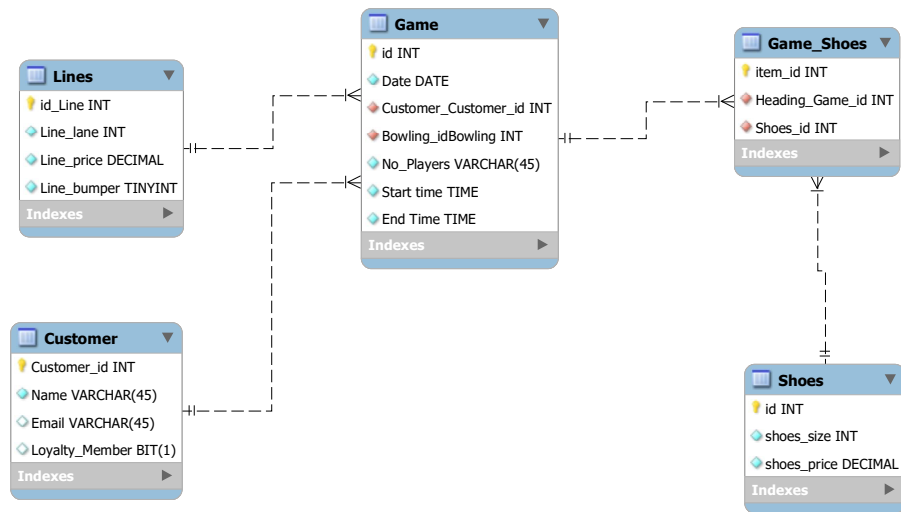 Lines
id_Line INT
Line_lane INT
Line_price DECIMAL
Line_bumper TINYINT
Indexes
Game
id INT
Date DATE
Customer_Customer_id INT
Bowling_idBowling INT
No_Players VARCHAR(45)
Start time TIME
End Time TIME
Indexes
Game_Shoes
item_id INT
Heading_Game_id INT
Shoes_id INT
Indexes
Customer
Customer_id INT
Name VARCHAR(45)
Email VARCHAR(45)
Loyalty_Member BIT(1)
Indexes
Shoes
id INT
shoes_size INT
shoes_price DECIMAL
Indexes